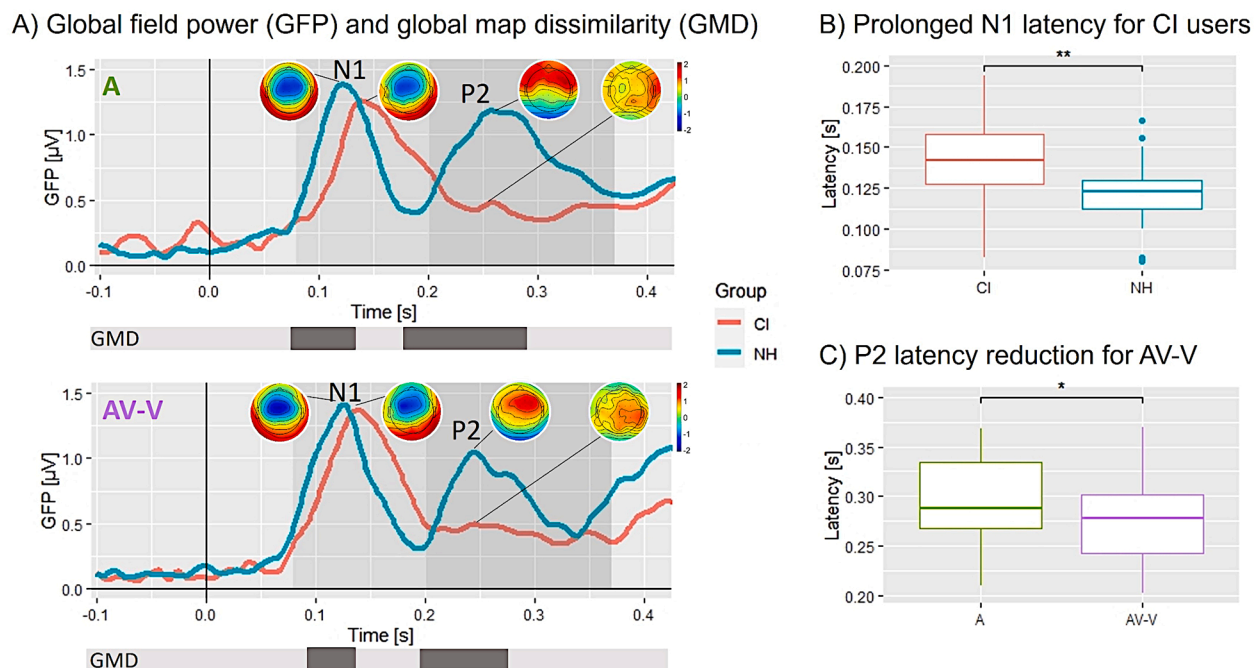 A) Global field power (GFP) and global map dissimilarity (GMD)
A
N1
P2
2
1
0
-1
-2
GFP [µV]
1.5
1.0
0.5
0.0
-0.1
0.0
0.1
0.2
0.3
0.4
Time [s]
GMD
AV-V
N1
P2
2
1
0
-1
-2
GFP [µV]
1.5
1.0
0.5
0.0
-0.1
0.0
0.1
0.2
0.3
0.4
Time [s]
GMD
Group
CI
NH
B) Prolonged N1 latency for CI users
**
Latency [s]
0.200
0.175
0.150
0.125
0.100
0.075
CI
NH
C) P2 latency reduction for AV-V
*
Latency [s]
0.40
0.35
0.30
0.25
0.20
A
AV-V